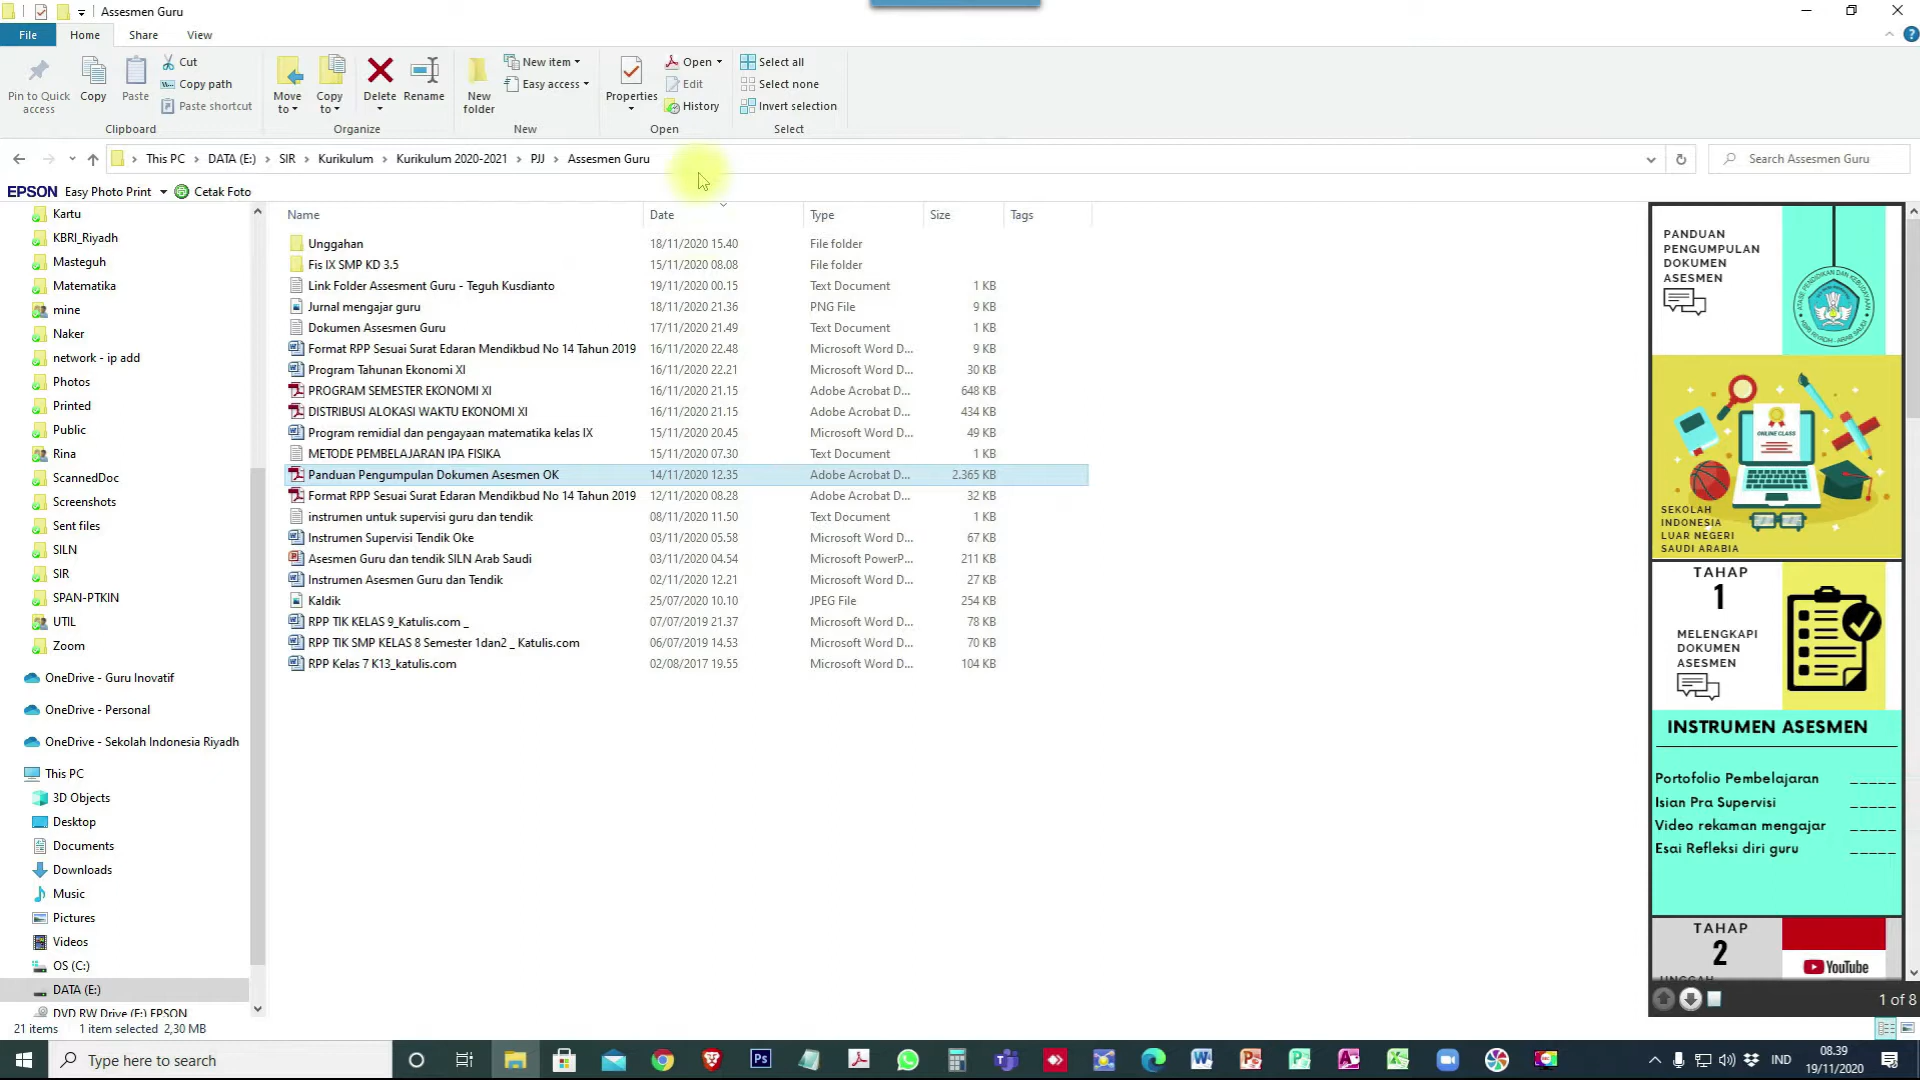 Assesmen Guru
File Home Share View
Pin to Quick access
Copy
Paste
Cut
Copy path
Paste shortcut
Clipboard
Move to
Copy to
Delete
Rename
Organize
New folder
New item
Easy access
New
Properties
Open
Edit
History
Open
Select all
Select none
Invert selection
Select
This PC > DATA (E:) > SIR > Kurikulum > Kurikulum 2020-2021 > PJJ > Assesmen Guru
Search Assesmen Guru
EPSON Easy Photo Print Cetak Foto
Kartu
KBRI_Riyadh
Masteguh
Matematika
mine
Naker
network - ip add
Photos
Printed
Public
Rina
ScannedDoc
Screenshots
Sent files
SILN
SIR
SPAN-PTKIN
UTIL
Zoom
OneDrive - Guru Inovatif
OneDrive - Personal
OneDrive - Sekolah Indonesia Riyadh
This PC
3D Objects
Desktop
Documents
Downloads
Music
Pictures
Videos
OS (C:)
DATA (E:)
DVD RW Drive (F:) EPSON
Name Date Type Size Tags
Unggahan 18/11/2020 15.40 File folder
Fis IX SMP KD 3.5 15/11/2020 08.08 File folder
Link Folder Assesment Guru - Teguh Kusdianto 19/11/2020 00.15 Text Document 1 KB
Jurnal mengajar guru 18/11/2020 21.36 PNG File 9 KB
Dokumen Assesmen Guru 17/11/2020 21.49 Text Document 1 KB
Format RPP Sesuai Surat Edaran Mendikbud No 14 Tahun 2019 16/11/2020 22.48 Microsoft Word D... 9 KB
Program Tahunan Ekonomi XI 16/11/2020 22.21 Microsoft Word D... 30 KB
PROGRAM SEMESTER EKONOMI XI 16/11/2020 21.15 Adobe Acrobat D... 648 KB
DISTRIBUSI ALOKASI WAKTU EKONOMI XI 16/11/2020 21.15 Adobe Acrobat D... 434 KB
Program remidial dan pengayaan matematika kelas IX 15/11/2020 20.45 Microsoft Word D... 49 KB
METODE PEMBELAJARAN IPA FISIKA 15/11/2020 07.30 Text Document 1 KB
Panduan Pengumpulan Dokumen Asesmen OK 14/11/2020 12.35 Adobe Acrobat D... 2.365 KB
Format RPP Sesuai Surat Edaran Mendikbud No 14 Tahun 2019 12/11/2020 08.28 Adobe Acrobat D... 32 KB
instrumen untuk supervisi guru dan tendik 08/11/2020 11.50 Text Document 1 KB
Instrumen Supervisi Tendik Oke 03/11/2020 05.58 Microsoft Word D... 67 KB
Asesmen Guru dan tendik SILN Arab Saudi 03/11/2020 04.54 Microsoft PowerP... 211 KB
Instrumen Asesmen Guru dan Tendik 02/11/2020 12.21 Microsoft Word D... 27 KB
Kaldik 25/07/2020 10.10 JPEG File 254 KB
RPP TIK KELAS 9_Katulis.com _ 07/07/2019 21.37 Microsoft Word D... 78 KB
RPP TIK SMP KELAS 8 Semester 1dan2 _ Katulis.com 06/07/2019 14.53 Microsoft Word D... 70 KB
RPP Kelas 7 K13_katulis.com 02/08/2017 19.55 Microsoft Word D... 104 KB
PANDUAN
PENGUMPULAN
DOKUMEN
ASESMEN
ATASE PENDIDIKAN DAN KEBUDAYAAN
KBRI RIYADH - ARAB SAUDI
ONLINE CLASS
SEKOLAH
INDONESIA
LUAR NEGERI
SAUDI ARABIA
TAHAP
1
MELENGKAPI
DOKUMEN
ASESMEN
INSTRUMEN ASESMEN
Portofolio Pembelajaran _____
Isian Pra Supervisi _____
Video rekaman mengajar _____
Esai Refleksi diri guru _____
TAHAP
2
YouTube
1 of 8
21 items 1 item selected 2,30 MB
Type here to search
IND
08.39
19/11/2020